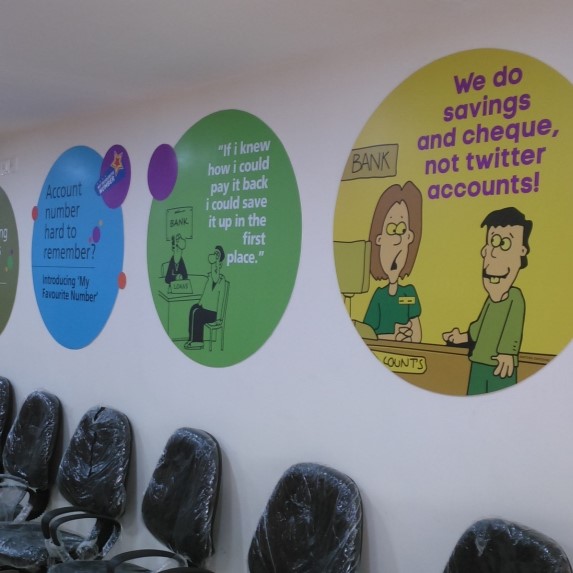 Account
number
hard to
remember?
Introducing 'My
Favourite Number'
"If i knew
how i could
pay it back
i could save
it up in the
first
place."
BANK
LOANS
We do
savings
and cheque,
not twitter
accounts!
BANK
COUNTS